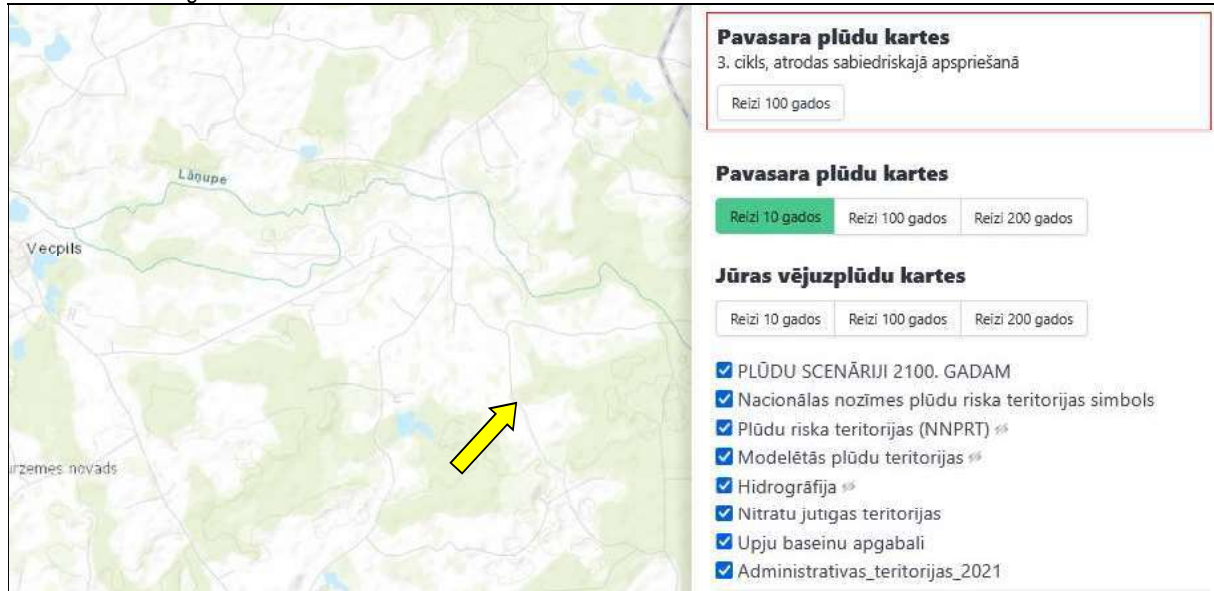 Pavasara plūdu kartes
3. cikls, atrodas sabiedriskajā apspriešanā
Reizi 100 gados
Lāņupe
Pavasara plūdu kartes
Reizi 10 gados Reizi 100 gados Reizi 200 gados
Vecpils
Jūras vējuzplūdu kartes
Reizi 10 gados Reizi 100 gados Reizi 200 gados
PLŪDU SCENĀRIJI 2100. GADAM
Nacionālas nozīmes plūdu riska teritorijas simbols
Plūdu riska teritorijas (NNPRT)
Modelētās plūdu teritorijas
urzemes novads
Hidrogrāfija
Nitratu jutīgas teritorijas
Upju baseinu apgabali
Administrativas_teritorijas_2021